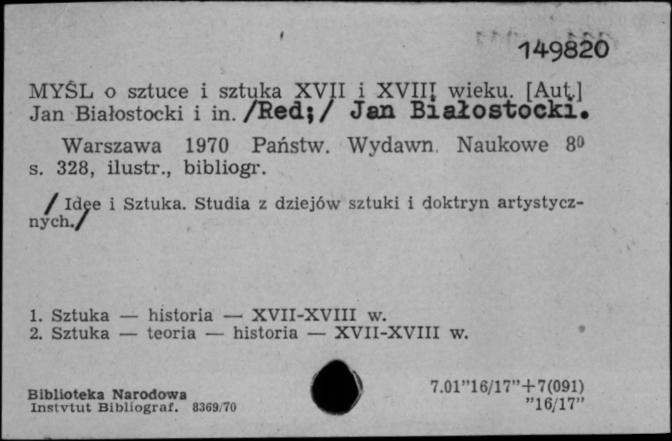 149820
MYŚL o sztuce i sztuka XVII i XVIII wieku. [Aut.]
Jan Białostocki i in. /Red;/ Jan Białostocki.
Warszawa 1970 Państw. Wydawn. Naukowe 8⁰
s. 328, ilustr., bibliogr.
/ Idee i Sztuka. Studia z dziejów sztuki i doktryn artystycz-
nych./
1. Sztuka — historia — XVII-XVIII w.
2. Sztuka — teoria — historia — XVII-XVIII w.
Biblioteka Narodowa
Instytut Bibliograf. 8369/70
7.01"16/17"+7(091)
"16/17"